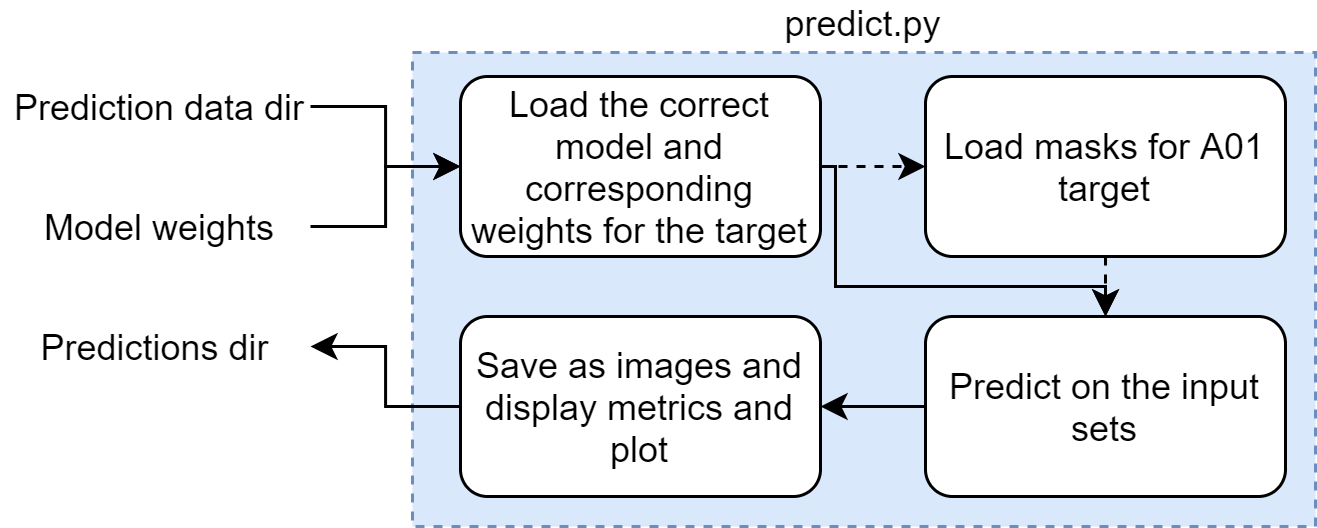 predict.py
Prediction data dir
Model weights
Load the correct
model and
corresponding
weights for the target
Load masks for A01
target
Predict on the input
sets
Save as images and
display metrics and
plot
Predictions dir